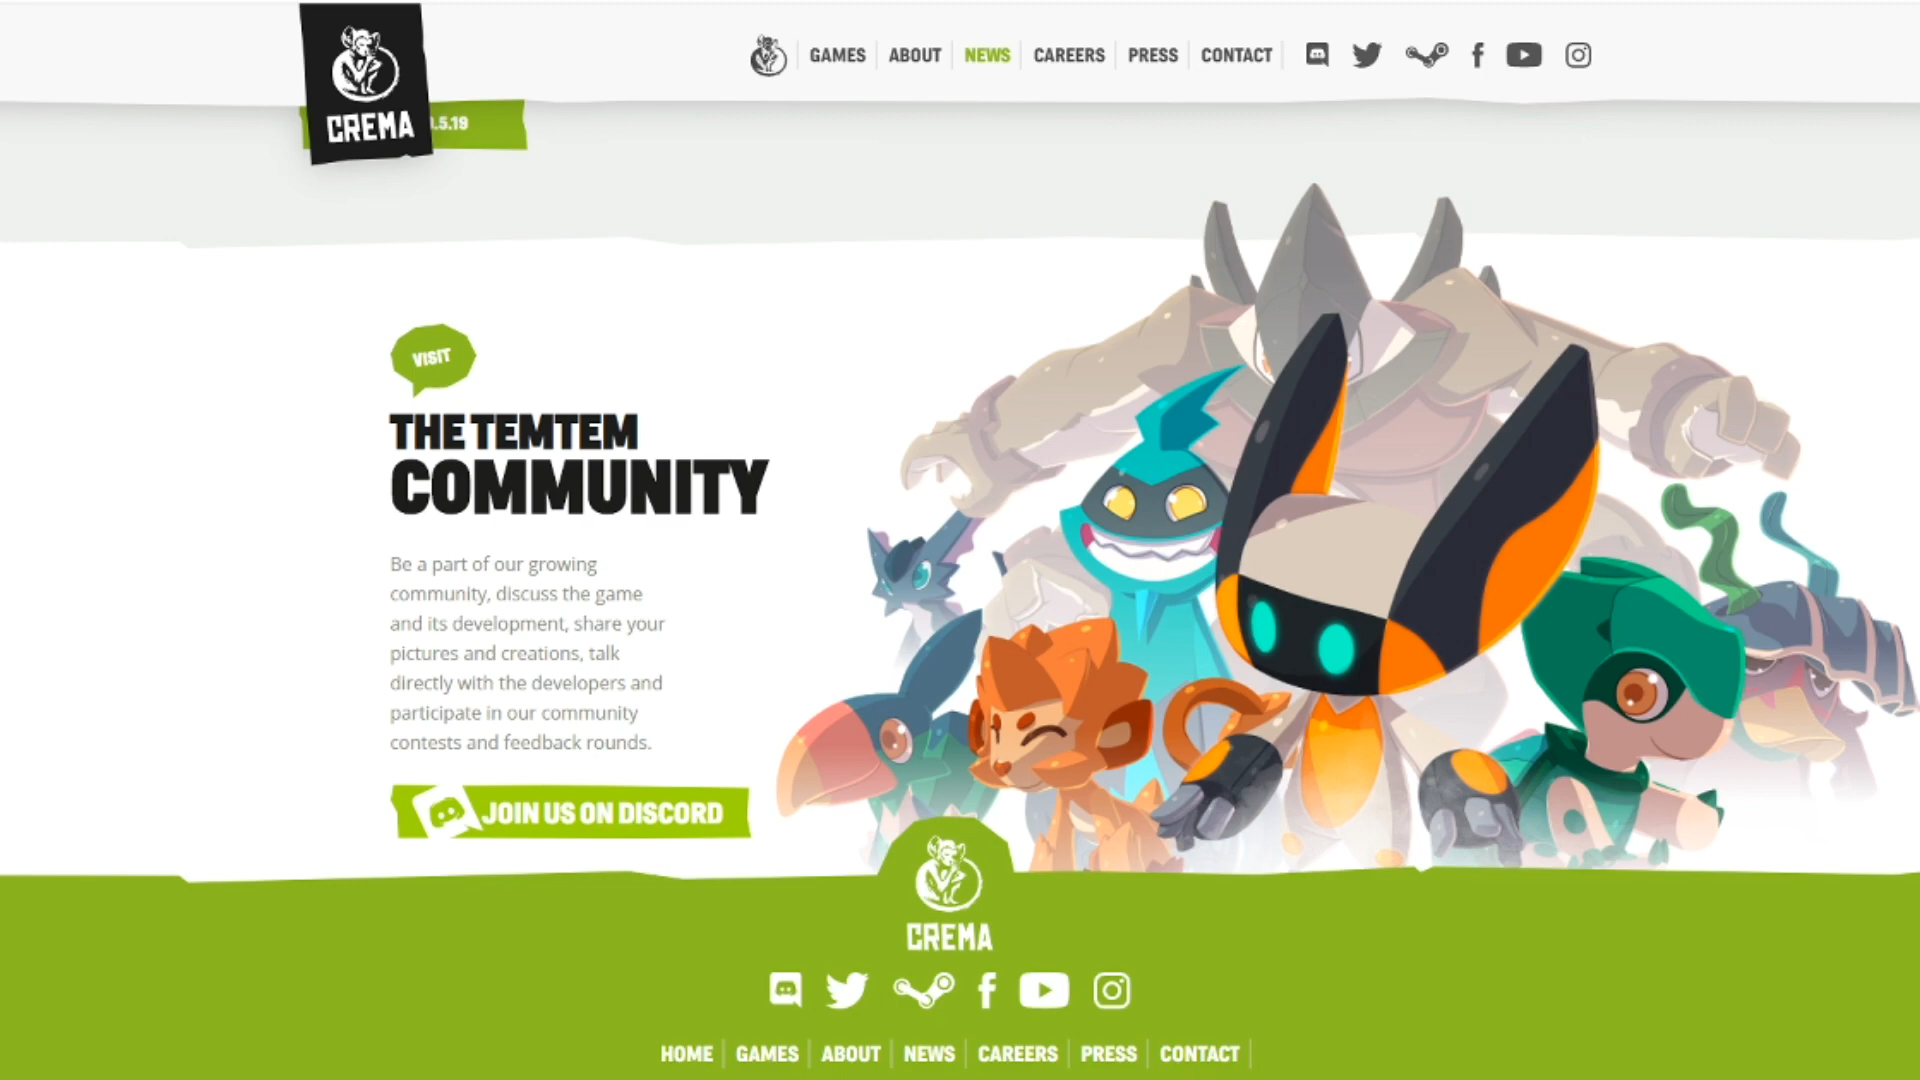 CREMA
GAMES ABOUT NEWS CAREERS PRESS CONTACT
.5.19
VISIT
THE TEMTEM
COMMUNITY
Be a part of our growing
community, discuss the game
and its development, share your
pictures and creations, talk
directly with the developers and
participate in our community
contests and feedback rounds.
JOIN US ON DISCORD
CREMA
HOME GAMES ABOUT NEWS CAREERS PRESS CONTACT